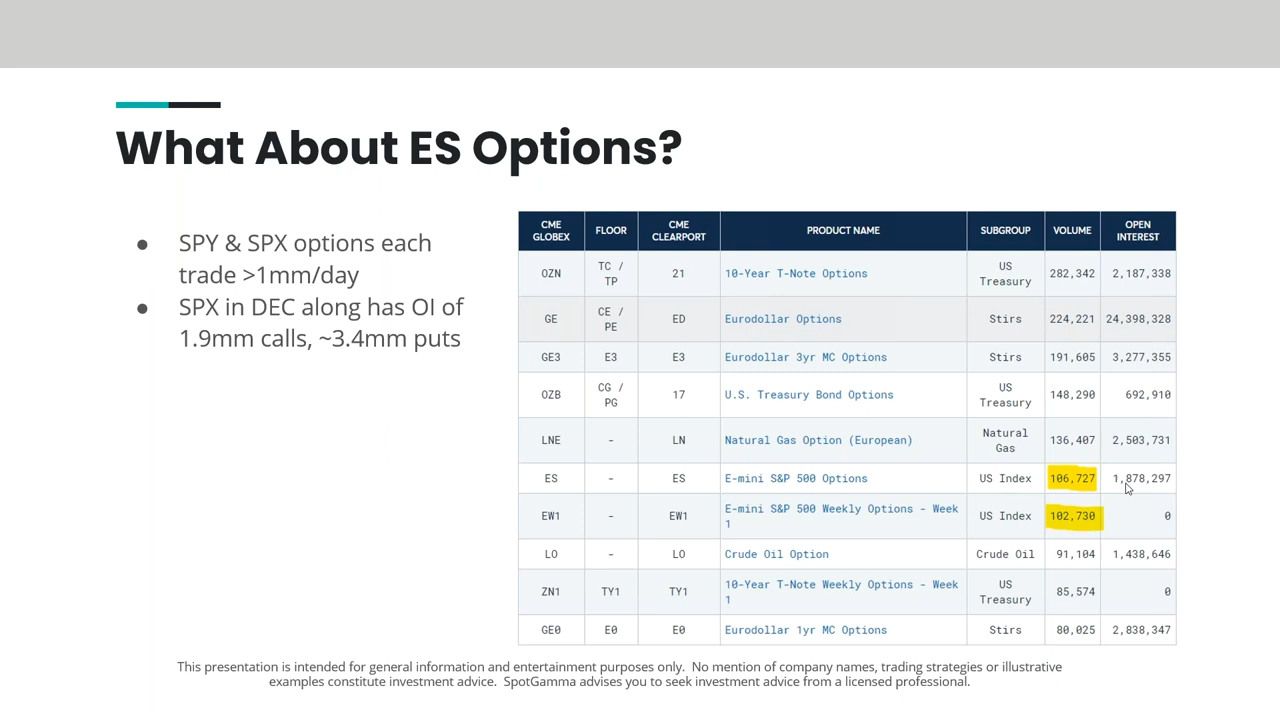 What About ES Options?
● SPY & SPX options each
trade >1mm/day
● SPX in DEC along has OI of
1.9mm calls, ~3.4mm puts
CME GLOBEX FLOOR CME CLEARPORT PRODUCT NAME SUBGROUP VOLUME OPEN INTEREST
OZN TC / TP 21 10-Year T-Note Options US Treasury 282,342 2,187,338
GE CE / PE ED Eurodollar Options Stirs 224,221 24,398,328
GE3 E3 E3 Eurodollar 3yr MC Options Stirs 191,605 3,277,355
OZB CG / PG 17 U.S. Treasury Bond Options US Treasury 148,290 692,910
LNE - LN Natural Gas Option (European) Natural Gas 136,407 2,503,731
ES - ES E-mini S&P 500 Options US Index 106,727 1,878,297
EW1 - EW1 E-mini S&P 500 Weekly Options - Week 1 US Index 102,730 0
LO - LO Crude Oil Option Crude Oil 91,104 1,438,646
ZN1 TY1 TY1 10-Year T-Note Weekly Options - Week 1 US Treasury 85,574 0
GE0 E0 E0 Eurodollar 1yr MC Options Stirs 80,025 2,838,347
This presentation is intended for general information and entertainment purposes only. No mention of company names, trading strategies or illustrative
examples constitute investment advice. SpotGamma advises you to seek investment advice from a licensed professional.